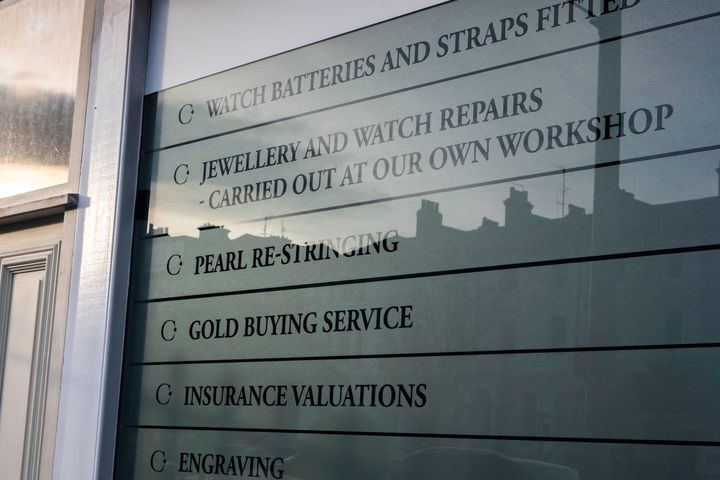 WATCH BATTERIES AND STRAPS FITTED
JEWELLERY AND WATCH REPAIRS
- CARRIED OUT AT OUR OWN WORKSHOP
PEARL RE-STRINGING
GOLD BUYING SERVICE
INSURANCE VALUATIONS
ENGRAVING